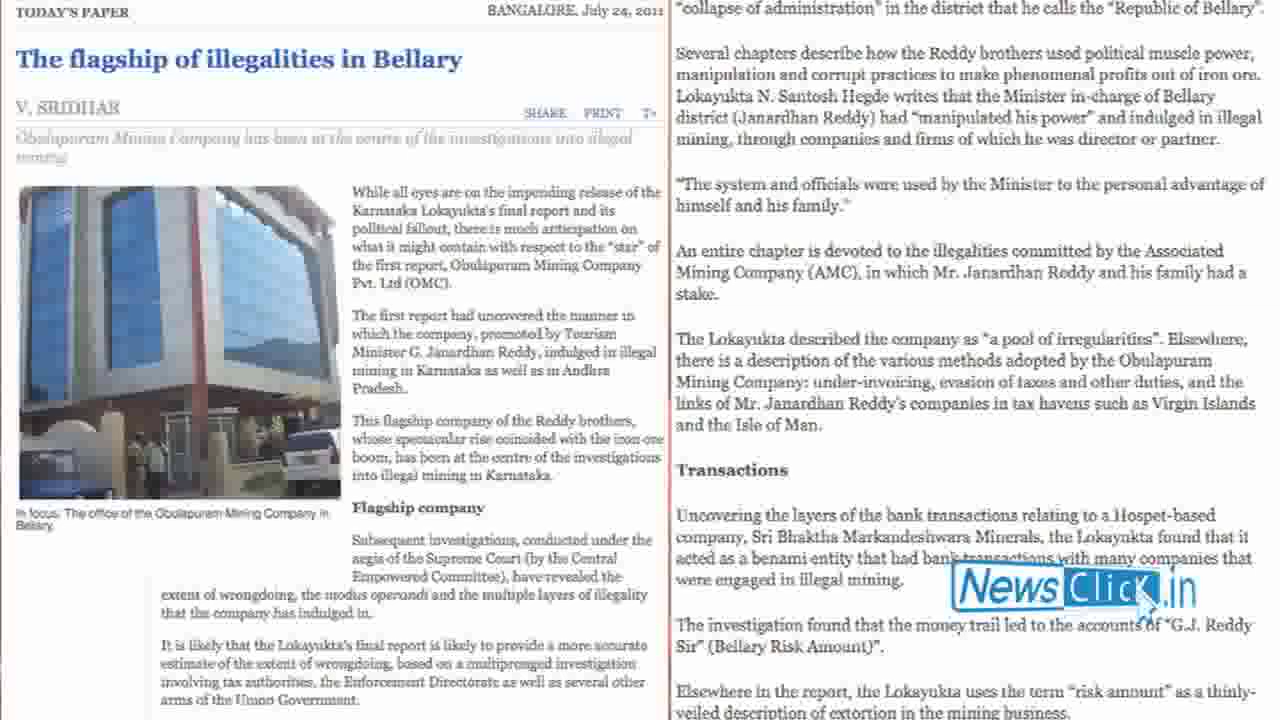 TODAY'S PAPER
BANGALORE, July 24, 2011
The flagship of illegalities in Bellary
V. SRIDHAR
SHARE PRINT T+
Obulapuram Mining Company has been at the centre of the investigations into illegal
mining
While all eyes are on the impending release of the
Karnataka Lokayukta's final report and its
political fallout, there is much anticipation on
what it might contain with respect to the "star" of
the first report, Obulapuram Mining Company
Pvt. Ltd (OMC).
The first report had uncovered the manner in
which the company, promoted by Tourism
Minister G. Janardhan Reddy, indulged in illegal
mining in Karnataka as well as in Andhra
Pradesh.
This flagship company of the Reddy brothers,
whose spectacular rise coincided with the iron ore
boom, has been at the centre of the investigations
into illegal mining in Karnataka.
In focus: The office of the Obulapuram Mining Company in
Bellary.
Flagship company
Subsequent investigations, conducted under the
aegis of the Supreme Court (by the Central
Empowered Committee), have revealed the
extent of wrongdoing, the modus operandi and the multiple layers of illegality
that the company has indulged in.
It is likely that the Lokayukta's final report is likely to provide a more accurate
estimate of the extent of wrongdoing, based on a multipronged investigation
involving tax authorities, the Enforcement Directorate as well as several other
arms of the Union Government.
"collapse of administration" in the district that he calls the "Republic of Bellary".
Several chapters describe how the Reddy brothers used political muscle power,
manipulation and corrupt practices to make phenomenal profits out of iron ore.
Lokayukta N. Santosh Hegde writes that the Minister in-charge of Bellary
district (Janardhan Reddy) had "manipulated his power" and indulged in illegal
mining, through companies and firms of which he was director or partner.
"The system and officials were used by the Minister to the personal advantage of
himself and his family."
An entire chapter is devoted to the illegalities committed by the Associated
Mining Company (AMC), in which Mr. Janardhan Reddy and his family had a
stake.
The Lokayukta described the company as "a pool of irregularities". Elsewhere,
there is a description of the various methods adopted by the Obulapuram
Mining Company: under-invoicing, evasion of taxes and other duties, and the
links of Mr. Janardhan Reddy's companies in tax havens such as Virgin Islands
and the Isle of Man.
Transactions
Uncovering the layers of the bank transactions relating to a Hospet-based
company, Sri Bhaktha Markandeshwara Minerals, the Lokayukta found that it
acted as a benami entity that had bank transactions with many companies that
were engaged in illegal mining.
NewsClick.in
The investigation found that the money trail led to the accounts of "G.J. Reddy
Sir" (Bellary Risk Amount)".
Elsewhere in the report, the Lokayukta uses the term "risk amount" as a thinly-
veiled description of extortion in the mining business.